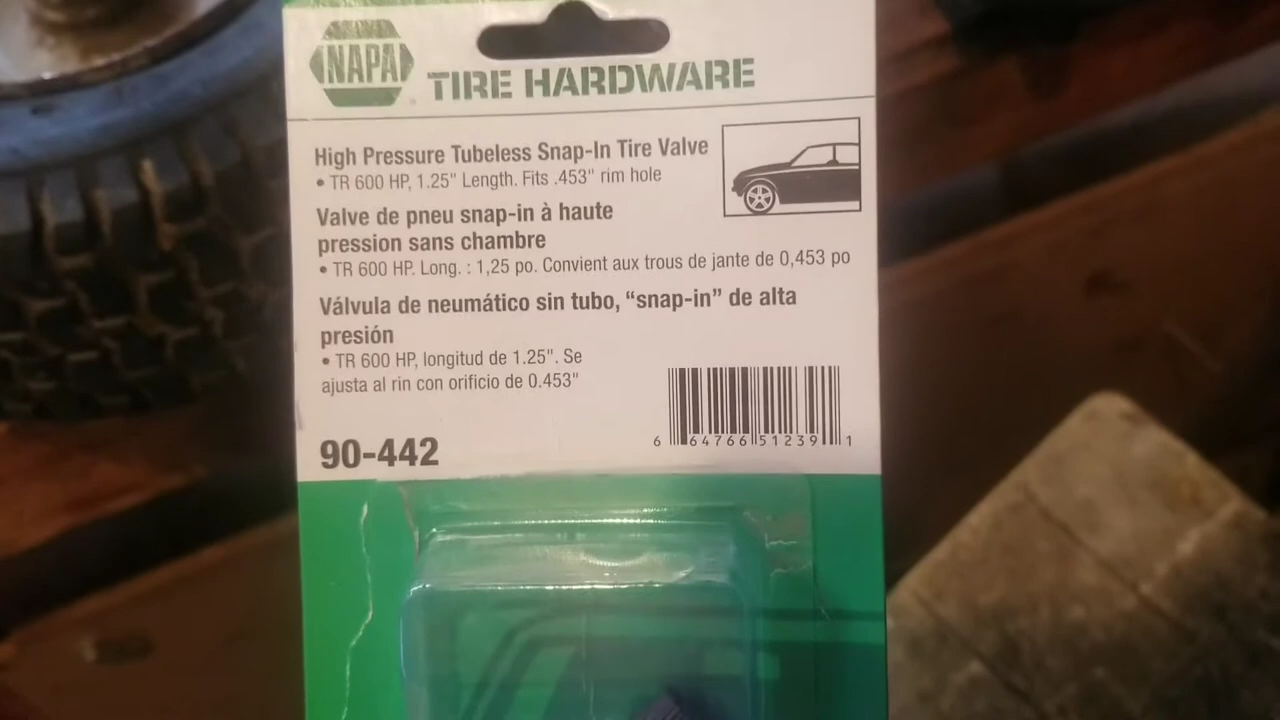 NAPA
TIRE HARDWARE
High Pressure Tubeless Snap-In Tire Valve
• TR 600 HP, 1.25" Length. Fits .453" rim hole
Valve de pneu snap-in à haute
pression sans chambre
• TR 600 HP. Long. : 1,25 po. Convient aux trous de jante de 0,453 po
Válvula de neumático sin tubo, “snap-in” de alta
presión
• TR 600 HP, longitud de 1.25". Se
ajusta al rin con orificio de 0.453"
90-442
6 64766 51239 1